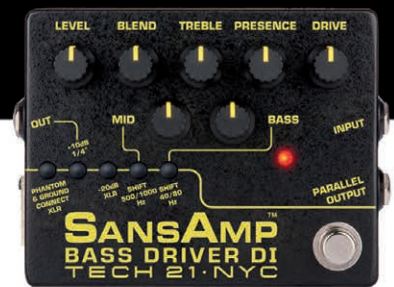 LEVEL BLEND TREBLE PRESENCE DRIVE
OUT
+10dB
1/4"
MID
BASS
INPUT
PHANTOM
& GROUND
CONNECT
XLR
-20dB
XLR
SHIFT
500/1000
Hz
SHIFT
40/80
Hz
PARALLEL
OUTPUT
SANSAMP™
BASS DRIVER DI
TECH 21·NYC